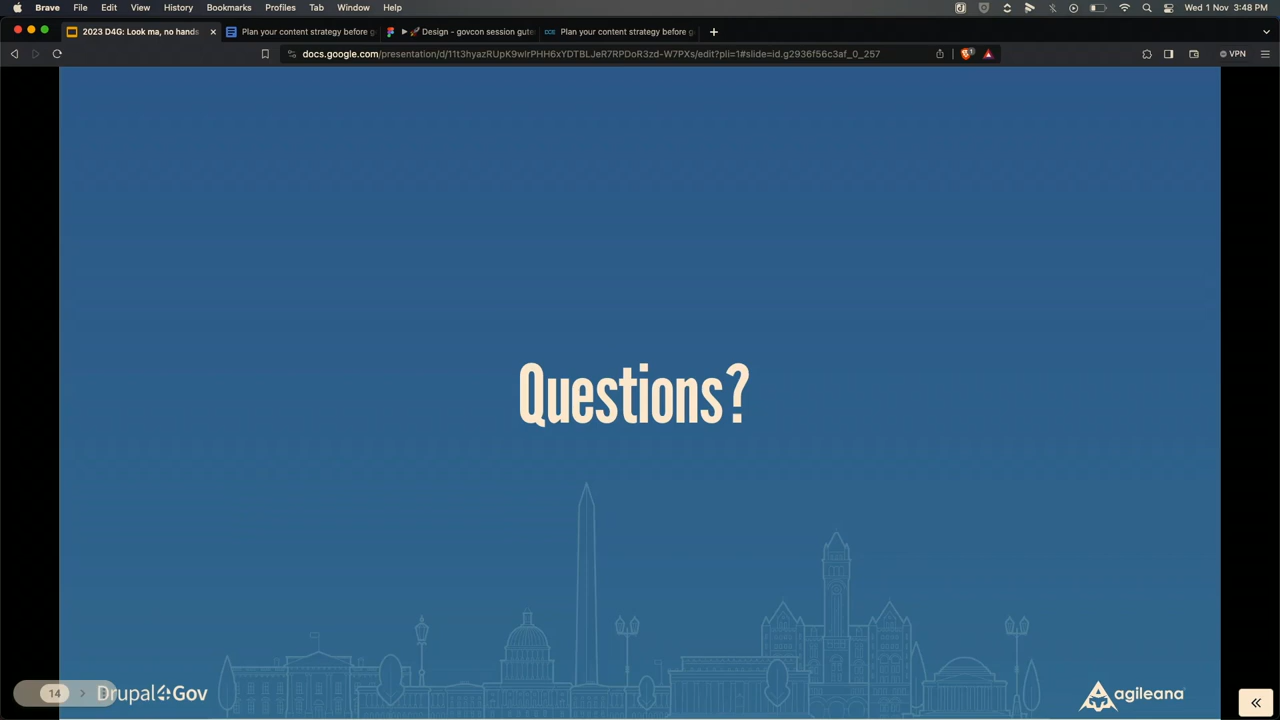 Brave File Edit View History Bookmarks Profiles Tab Window Help Wed 1 Nov 3:48 PM
2023 D4G: Look ma, no hands Plan your content strategy before g Design - govcon session gute DCE Plan your content strategy before g
docs.google.com/presentation/d/11t3hyazRUpK9wIrPHH6xYDTBLJeR7RPDoR3zd-W7PXs/edit?pli=1#slide=id.g2936f56c3af_0_257 1 VPN
Questions?
14 Drupal4Gov agileana